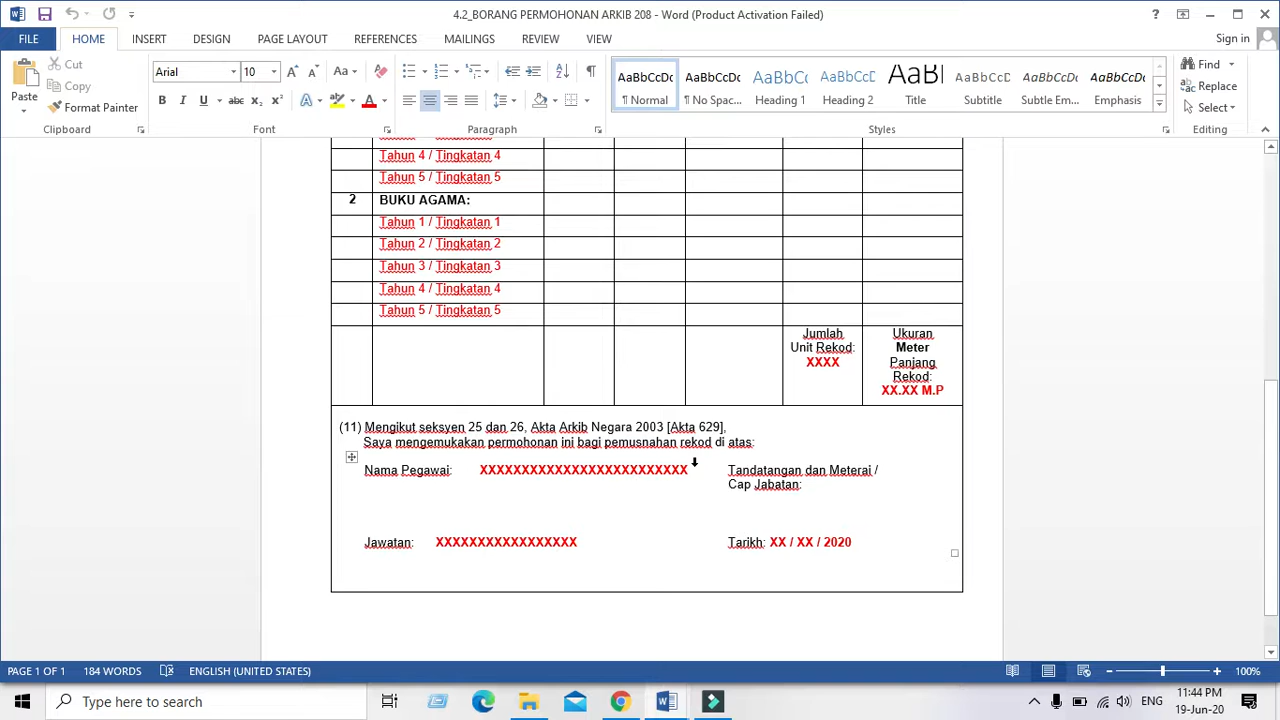 4.2_BORANG PERMOHONAN ARKIB 208 - Word (Product Activation Failed)
FILE HOME INSERT DESIGN PAGE LAYOUT REFERENCES MAILINGS REVIEW VIEW Sign in
Paste Cut Copy Format Painter
Arial 10
AaBbCcDc AaBbCcDc AaBbCc AaBbCcD AaBl AaBbCcD AaBbCcDc AaBbCcDc
¶ Normal ¶ No Spac... Heading Heading 2 Title Subtitle Subtle Em... Emphasis
Find Replace Select
Clipboard Font Paragraph Styles Editing
Tahun 4 / Tingkatan 4
Tahun 5 / Tingkatan 5
2 BUKU AGAMA:
Tahun 1 / Tingkatan 1
Tahun 2 / Tingkatan 2
Tahun 3 / Tingkatan 3
Tahun 4 / Tingkatan 4
Tahun 5 / Tingkatan 5
Jumlah
Unit Rekod:
XXXX
Ukuran
Meter
Panjang
Rekod:
XX.XX M.P
(11) Mengikut seksyen 25 dan 26, Akta Arkib Negara 2003 [Akta 629],
Saya mengemukakan permohonan ini bagi pemusnahan rekod di atas:
Nama Pegawai: XXXXXXXXXXXXXXXXXXXXXXXXX
Tandatangan dan Meterai /
Cap Jabatan:
Jawatan: XXXXXXXXXXXXXXXXX
Tarikh: XX / XX / 2020
PAGE 1 OF 1 184 WORDS ENGLISH (UNITED STATES) 100%
Type here to search
ENG
11:44 PM
19-Jun-20